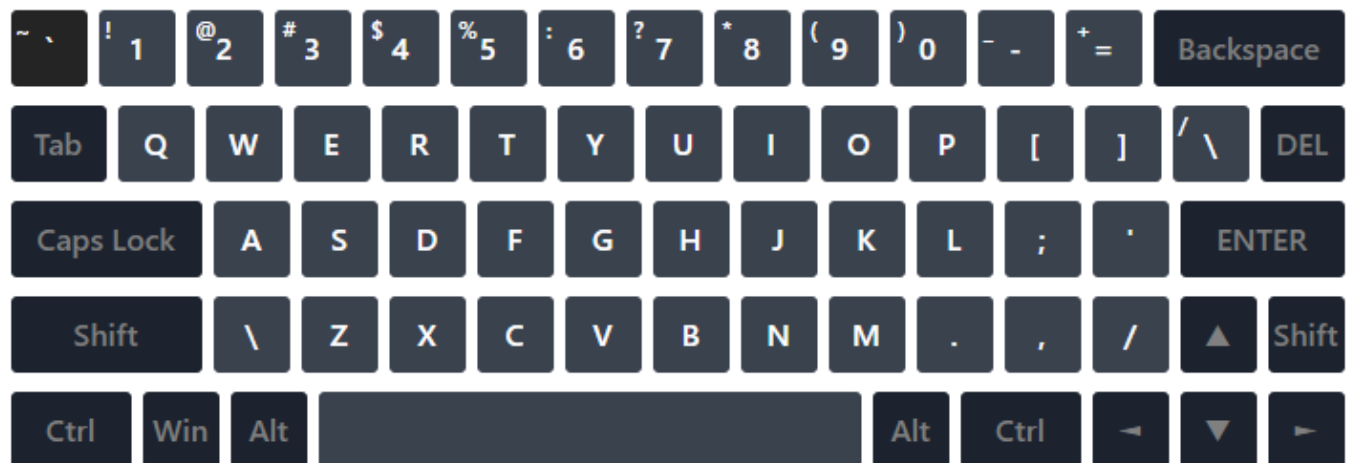 ~ ` ! 1 @ 2 # 3 $ 4 % 5 : 6 ? 7 * 8 ( 9 ) 0 _ - + = Backspace
Tab Q W E R T Y U I O P [ ] / \ DEL
Caps Lock A S D F G H J K L ; ' ENTER
Shift \ Z X C V B N M . , / ▲ Shift
Ctrl Win Alt Alt Ctrl ◄ ▼ ►